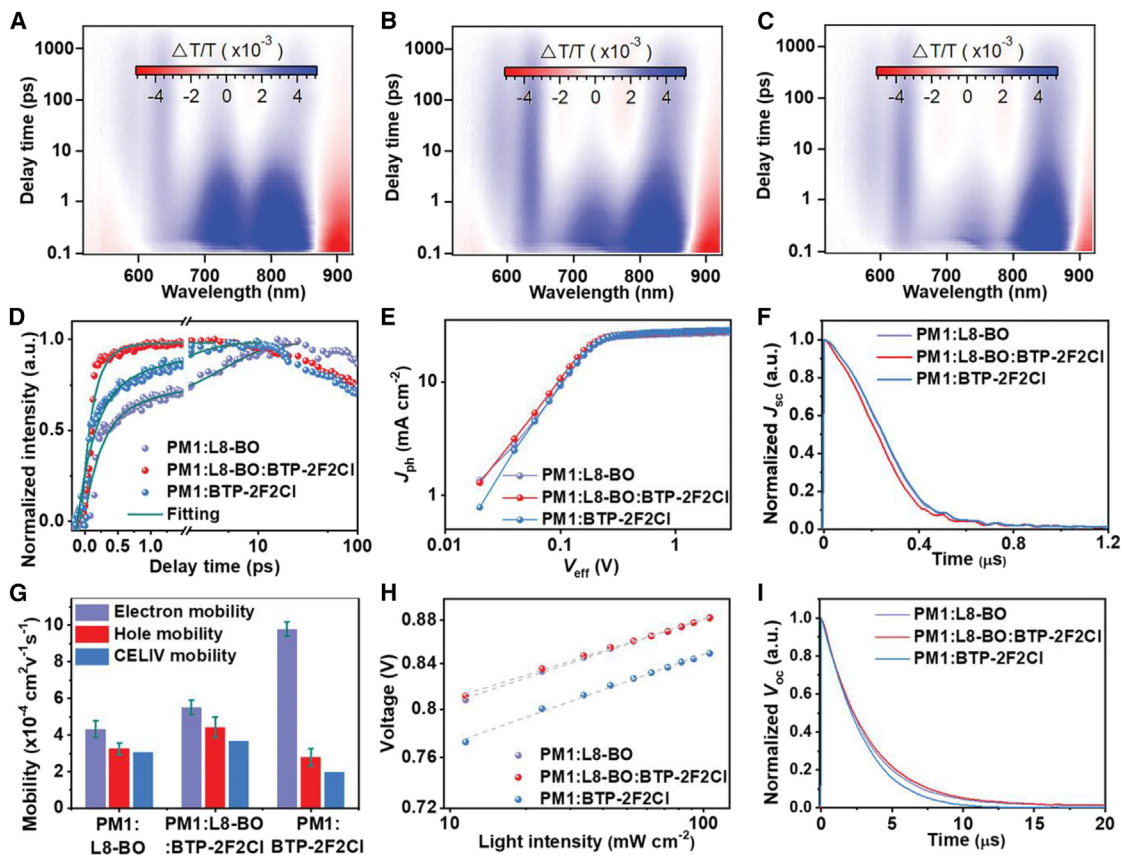 A
△T/T (x10⁻³)
-4 -2 0 2 4
1000
100
10
1
0.1
Delay time (ps)
600 700 800 900
Wavelength (nm)
B
△T/T (x10⁻³)
-4 -2 0 2 4
1000
100
10
1
0.1
Delay time (ps)
600 700 800 900
Wavelength (nm)
C
△T/T (x10⁻³)
-4 -2 0 2 4
1000
100
10
1
0.1
Delay time (ps)
600 700 800 900
Wavelength (nm)
D
Normalized intensity (a.u.)
1.0
0.5
0.0
PM1:L8-BO
PM1:L8-BO:BTP-2F2Cl
PM1:BTP-2F2Cl
Fitting
0.0 0.5 1.0 10 100
Delay time (ps)
E
Jph (mA cm⁻²)
10
1
PM1:L8-BO
PM1:L8-BO:BTP-2F2Cl
PM1:BTP-2F2Cl
0.01 0.1 1
Veff (V)
F
Normalized Jsc (a.u.)
1.0
0.8
0.6
0.4
0.2
0.0
PM1:L8-BO
PM1:L8-BO:BTP-2F2Cl
PM1:BTP-2F2Cl
0 0.4 0.8 1.2
Time (μs)
G
Mobility (x10⁻⁴ cm²v⁻¹s⁻¹)
10
8
6
4
2
0
Electron mobility
Hole mobility
CELIV mobility
PM1: PM1:L8-BO PM1:
L8-BO :BTP-2F2Cl BTP-2F2Cl
H
Voltage (V)
0.88
0.84
0.80
0.76
0.72
PM1:L8-BO
PM1:L8-BO:BTP-2F2Cl
PM1:BTP-2F2Cl
10 100
Light intensity (mW cm⁻²)
I
Normalized Voc (a.u.)
1.0
0.8
0.6
0.4
0.2
0.0
PM1:L8-BO
PM1:L8-BO:BTP-2F2Cl
PM1:BTP-2F2Cl
0 5 10 15 20
Time (μs)